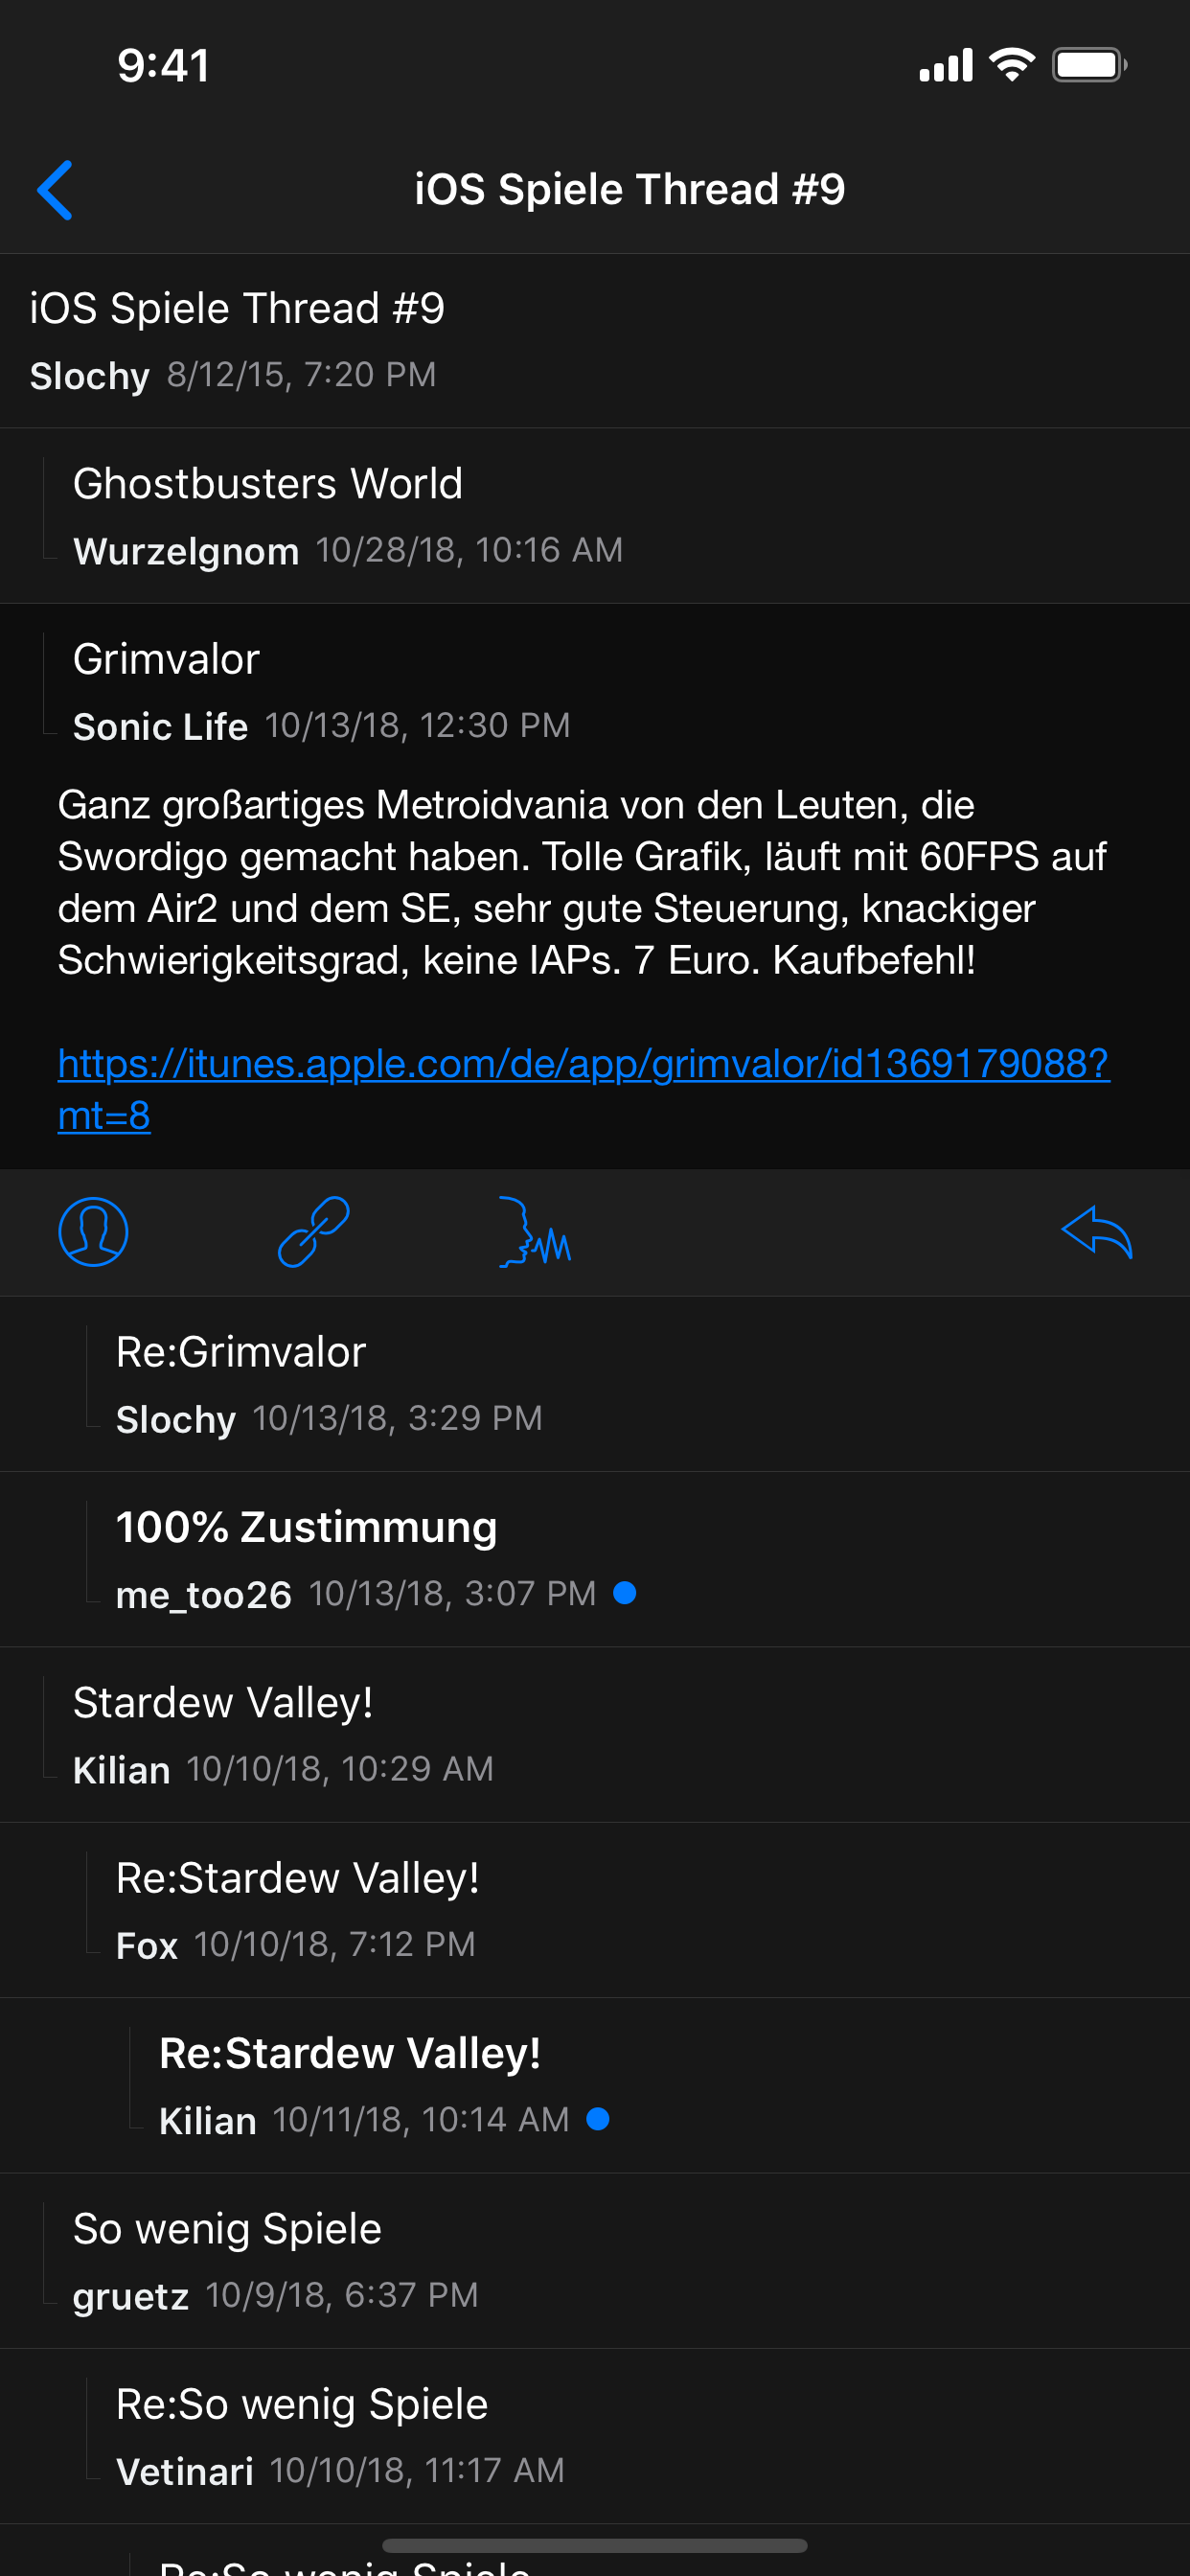 9:41
iOS Spiele Thread #9
iOS Spiele Thread #9
Slochy 8/12/15, 7:20 PM
Ghostbusters World
Wurzelgnom 10/28/18, 10:16 AM
Grimvalor
Sonic Life 10/13/18, 12:30 PM
Ganz großartiges Metroidvania von den Leuten, die
Swordigo gemacht haben. Tolle Grafik, läuft mit 60FPS auf
dem Air2 und dem SE, sehr gute Steuerung, knackiger
Schwierigkeitsgrad, keine IAPs. 7 Euro. Kaufbefehl!
https://itunes.apple.com/de/app/grimvalor/id1369179088?
mt=8
Re:Grimvalor
Slochy 10/13/18, 3:29 PM
100% Zustimmung
me_too26 10/13/18, 3:07 PM
Stardew Valley!
Kilian 10/10/18, 10:29 AM
Re:Stardew Valley!
Fox 10/10/18, 7:12 PM
Re:Stardew Valley!
Kilian 10/11/18, 10:14 AM
So wenig Spiele
gruetz 10/9/18, 6:37 PM
Re:So wenig Spiele
Vetinari 10/10/18, 11:17 AM
Re:So wenig Spiele